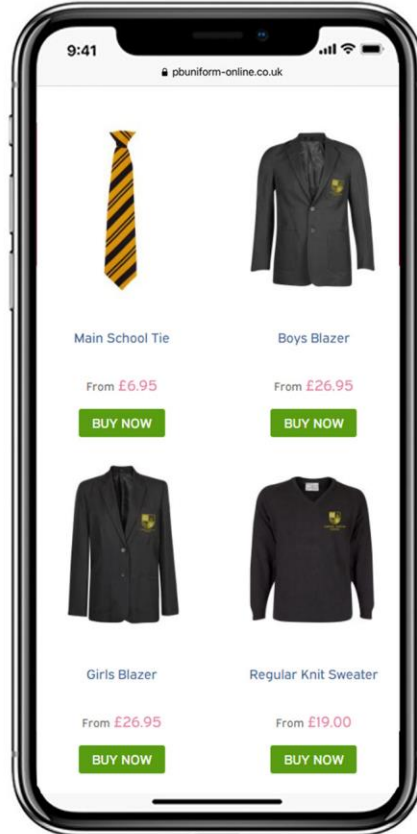 9:41
pbuniform-online.co.uk
Main School Tie
Boys Blazer
From £6.95
From £26.95
BUY NOW
BUY NOW
Girls Blazer
Regular Knit Sweater
From £26.95
From £19.00
BUY NOW
BUY NOW